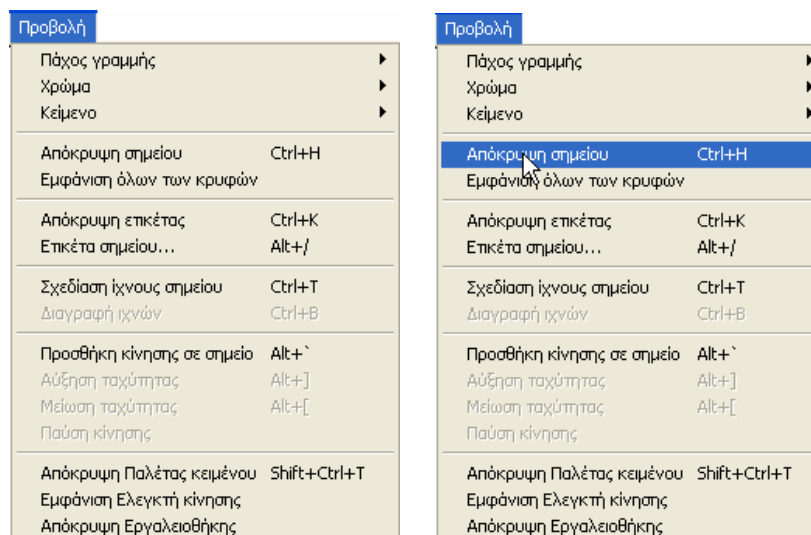 Προβολή
Πάχος γραμμής
Χρώμα
Κείμενο
Απόκρυψη σημείου Ctrl+H
Εμφάνιση όλων των κρυφών
Απόκρυψη ετικέτας Ctrl+K
Ετικέτα σημείου... Alt+/
Σχεδίαση ίχνους σημείου Ctrl+T
Διαγραφή ιχνών Ctrl+B
Προσθήκη κίνησης σε σημείο Alt+`
Αύξηση ταχύτητας Alt+]
Μείωση ταχύτητας Alt+[
Παύση κίνησης
Απόκρυψη Παλέτας κειμένου Shift+Ctrl+T
Εμφάνιση Ελεγκτή κίνησης
Απόκρυψη Εργαλειοθήκης
Προβολή
Πάχος γραμμής
Χρώμα
Κείμενο
Απόκρυψη σημείου Ctrl+H
Εμφάνιση όλων των κρυφών
Απόκρυψη ετικέτας Ctrl+K
Ετικέτα σημείου... Alt+/
Σχεδίαση ίχνους σημείου Ctrl+T
Διαγραφή ιχνών Ctrl+B
Προσθήκη κίνησης σε σημείο Alt+`
Αύξηση ταχύτητας Alt+]
Μείωση ταχύτητας Alt+[
Παύση κίνησης
Απόκρυψη Παλέτας κειμένου Shift+Ctrl+T
Εμφάνιση Ελεγκτή κίνησης
Απόκρυψη Εργαλειοθήκης